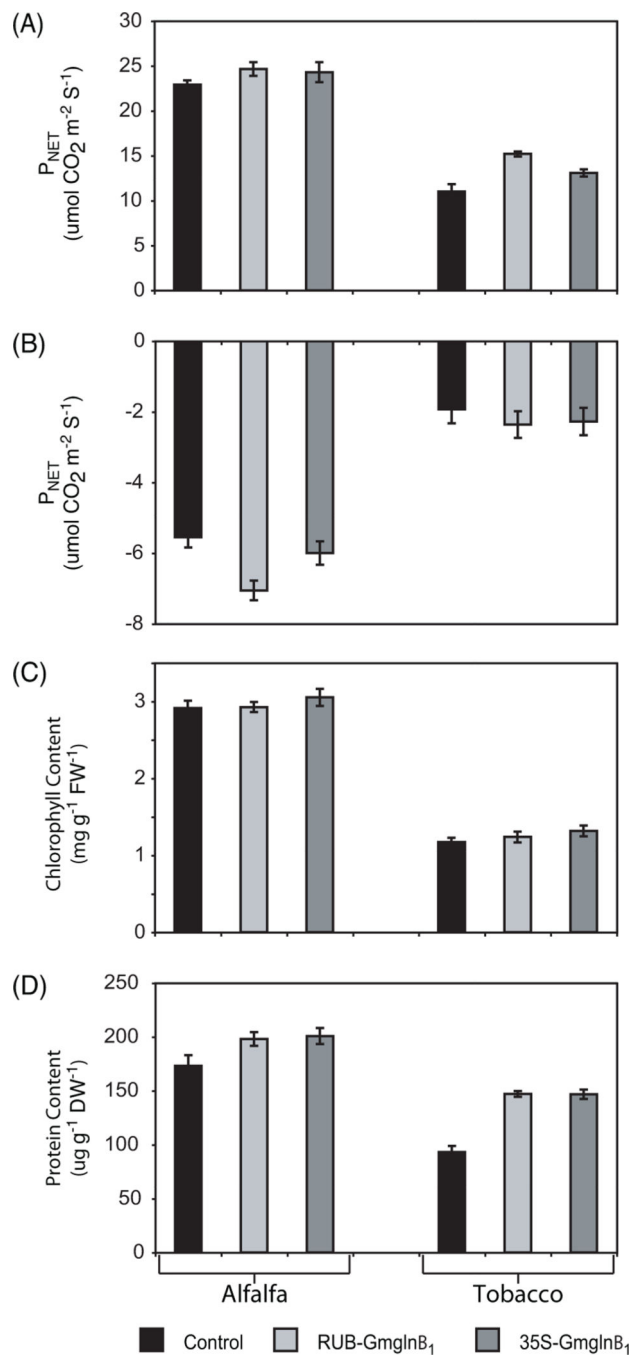 (A)
30
25
20
15
10
5
0
P_NET
(umol CO₂ m⁻² S⁻¹)
(B)
0
-2
-4
-6
-8
P_NET
(umol CO₂ m⁻² S⁻¹)
(C)
3
2
1
0
Chlorophyll Content
(mg g⁻¹ FW⁻¹)
(D)
250
200
150
100
50
0
Protein Content
(ug g⁻¹ DW⁻¹)
Alfalfa Tobacco
Control RUB-GmglnB₁ 35S-GmglnB₁